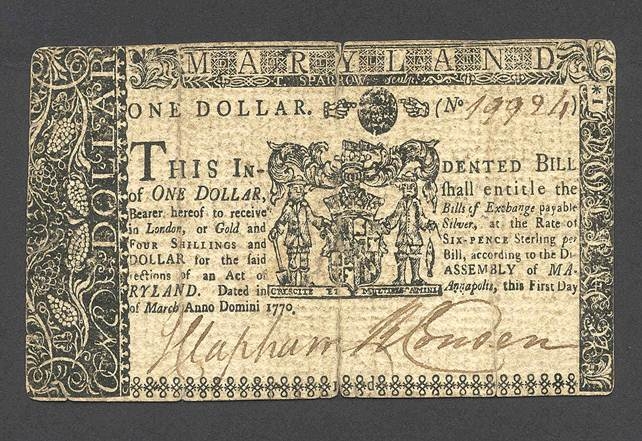 MARYLAND
T. SPARROW
ONE DOLLAR. (No 19924)
ONE DOLLAR
THIS IN- DENTED BILL
of ONE DOLLAR, ſhall entitle the
Bearer hereof to receive Bills of Exchange payable
in London, or Gold and Silver, at the Rate of
FOUR SHILLINGS and SIX-PENCE Sterling per
DOLLAR for the ſaid Bill, according to the Di-
rections of an Act of ASSEMBLY of MA-
RYLAND. Dated in Annapolis, this Firſt Day
CRESCITE ET MULTIPLICAMINI
of March Anno Domini 1770.
J Clapham R Couden